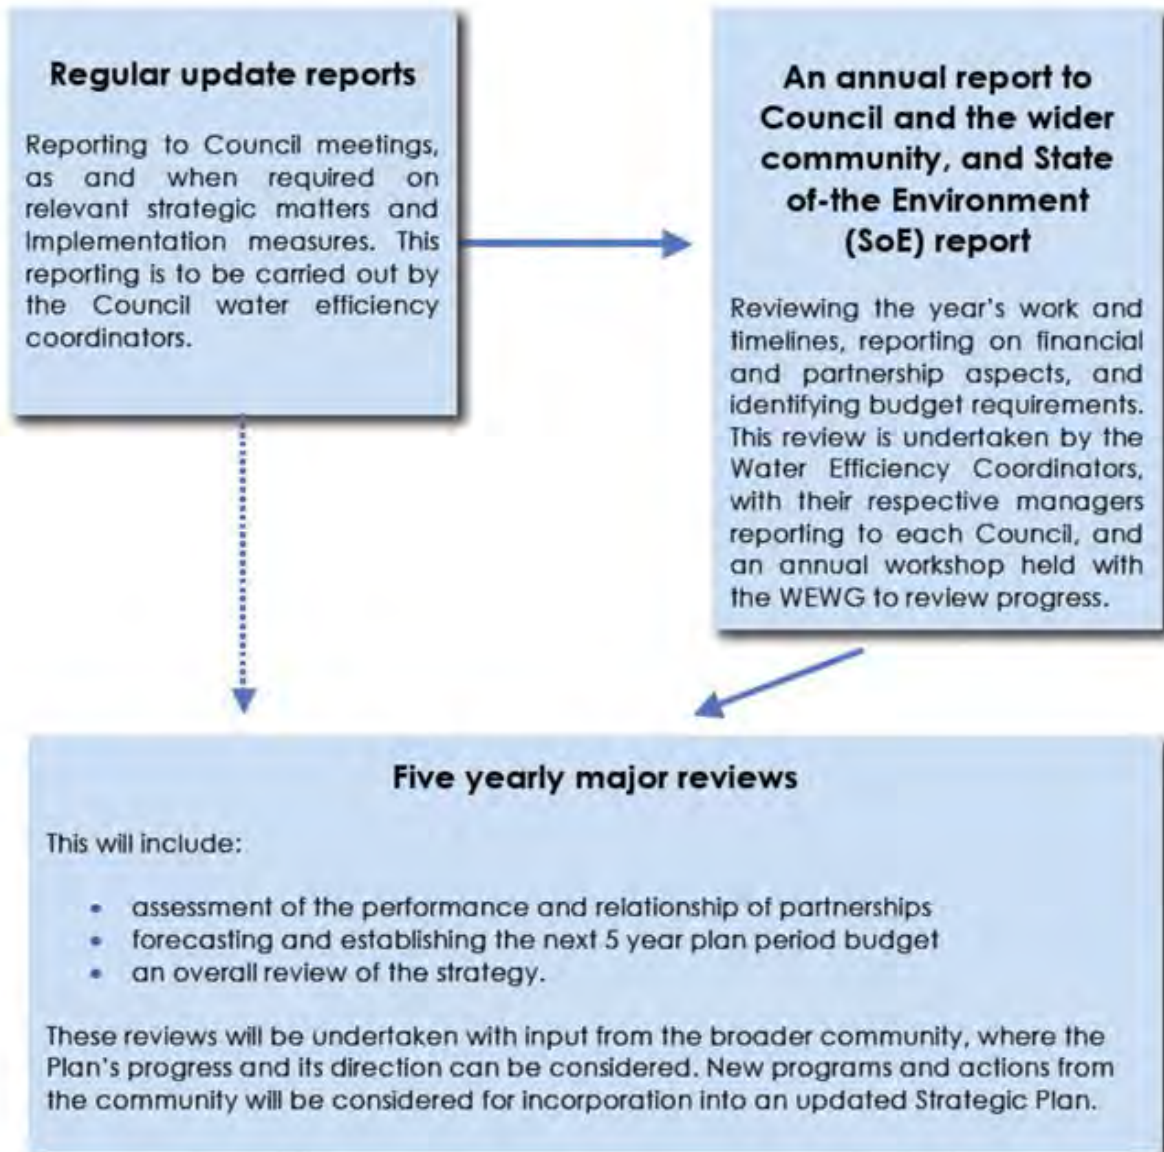 Regular update reports
Reporting to Council meetings,
as and when required on
relevant strategic matters and
Implementation measures. This
reporting is to be carried out by
the Council water efficiency
coordinators.
An annual report to
Council and the wider
community, and State
of-the Environment
(SoE) report
Reviewing the year's work and
timelines, reporting on financial
and partnership aspects, and
identifying budget requirements.
This review is undertaken by the
Water Efficiency Coordinators,
with their respective managers
reporting to each Council, and
an annual workshop held with
the WEWG to review progress.
Five yearly major reviews
This will include:
• assessment of the performance and relationship of partnerships
• forecasting and establishing the next 5 year plan period budget
• an overall review of the strategy.
These reviews will be undertaken with input from the broader community, where the
Plan's progress and its direction can be considered. New programs and actions from
the community will be considered for incorporation into an updated Strategic Plan.